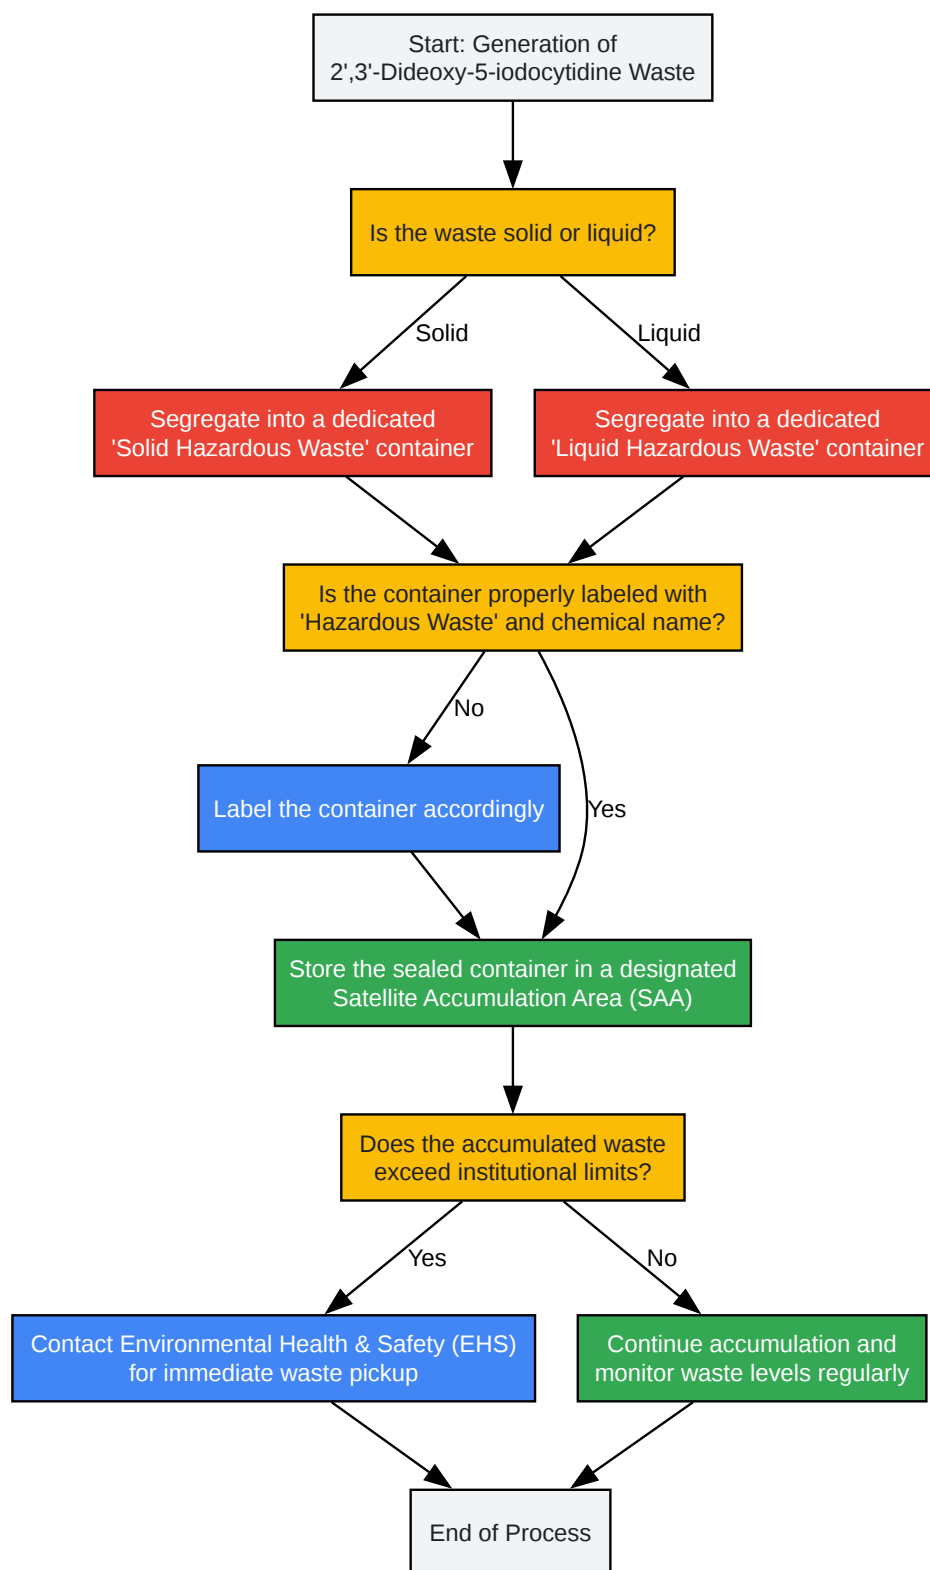 Start: Generation of
2',3'-Dideoxy-5-iodocytidine Waste
Is the waste solid or liquid?
Solid
Liquid
Segregate into a dedicated
'Solid Hazardous Waste' container
Segregate into a dedicated
'Liquid Hazardous Waste' container
Is the container properly labeled with
'Hazardous Waste' and chemical name?
No
Label the container accordingly
Yes
Store the sealed container in a designated
Satellite Accumulation Area (SAA)
Does the accumulated waste
exceed institutional limits?
Yes
No
Contact Environmental Health & Safety (EHS)
for immediate waste pickup
Continue accumulation and
monitor waste levels regularly
End of Process